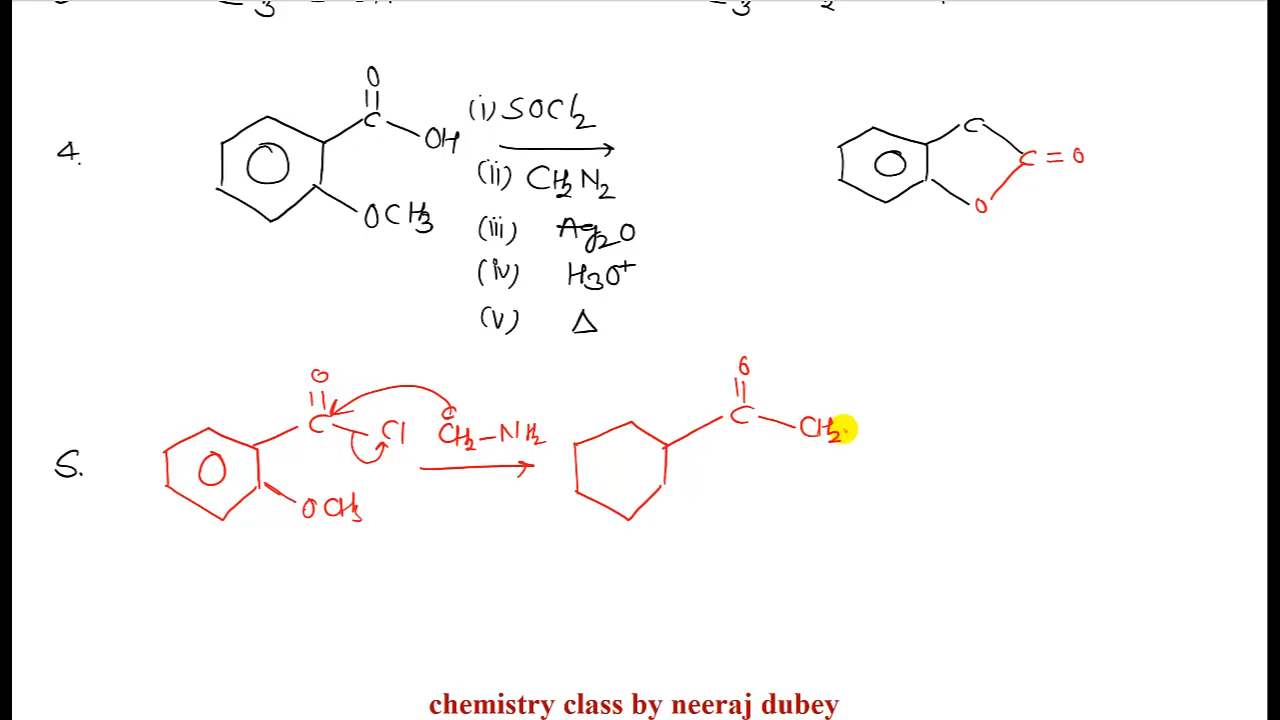 4.
O
C
OH
OCH3
(i) SOCl2
(ii) CH2N2
(iii) Ag2O
(iv) H3O+
(v) Δ
C
C=O
O
5.
O
C
Cl
OCH3
CH2-NH2
O
C
CH2
chemistry class by neeraj dubey